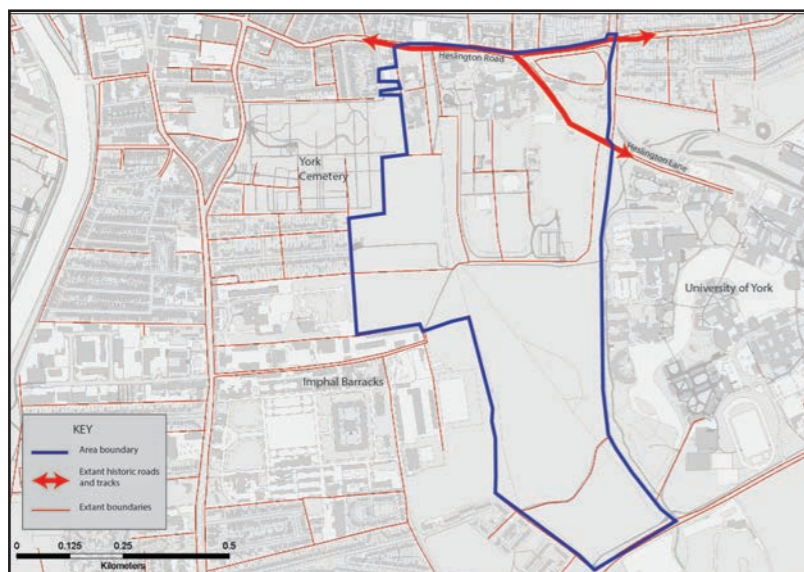 Heslington Road
Heslington Lane
York
Cemetery
University of York
Imphal Barracks
KEY
Area boundary
Extant historic roads
and tracks
Extant boundaries
0 0.125 0.25 0.5
Kilometers